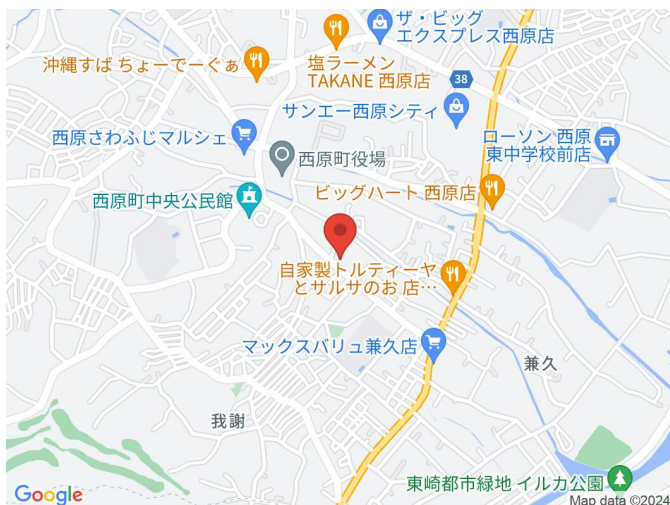 ザ・ビッグ
エクスプレス西原店
沖縄すば ちょーでーぐぁ
塩ラーメン
TAKANE 西原店
38
サンエー西原シティ
ローソン 西原
東中学校前店
西原さわふじマルシェ
西原町役場
西原町中央公民館
ビッグハート 西原店
自家製トルティーヤ
とサルサのお 店…
マックスバリュ兼久店
兼久
我謝
東崎都市緑地 イルカ公園
Google
Map data ©2024